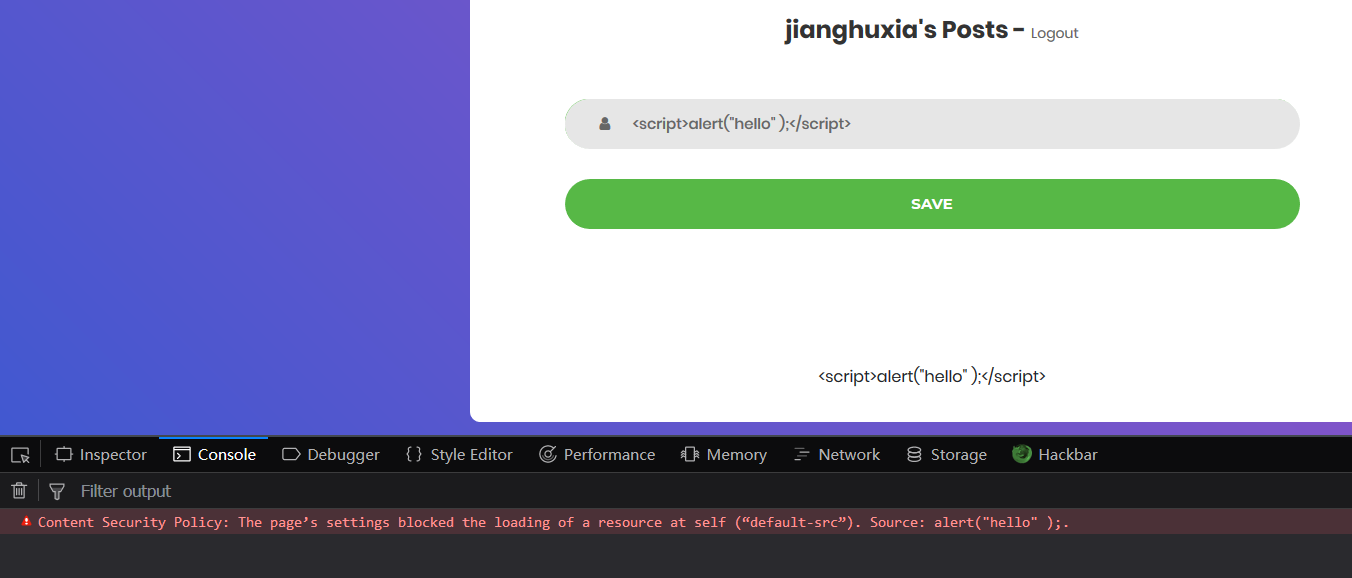 jianghuxia's Posts – Logout
<script>alert("hello" );</script>
SAVE
<script>alert("hello" );</script>
Inspector Console Debugger Style Editor Performance Memory Network Storage Hackbar
Filter output
Content Security Policy: The page’s settings blocked the loading of a resource at self (“default-src”). Source: alert("hello" );.